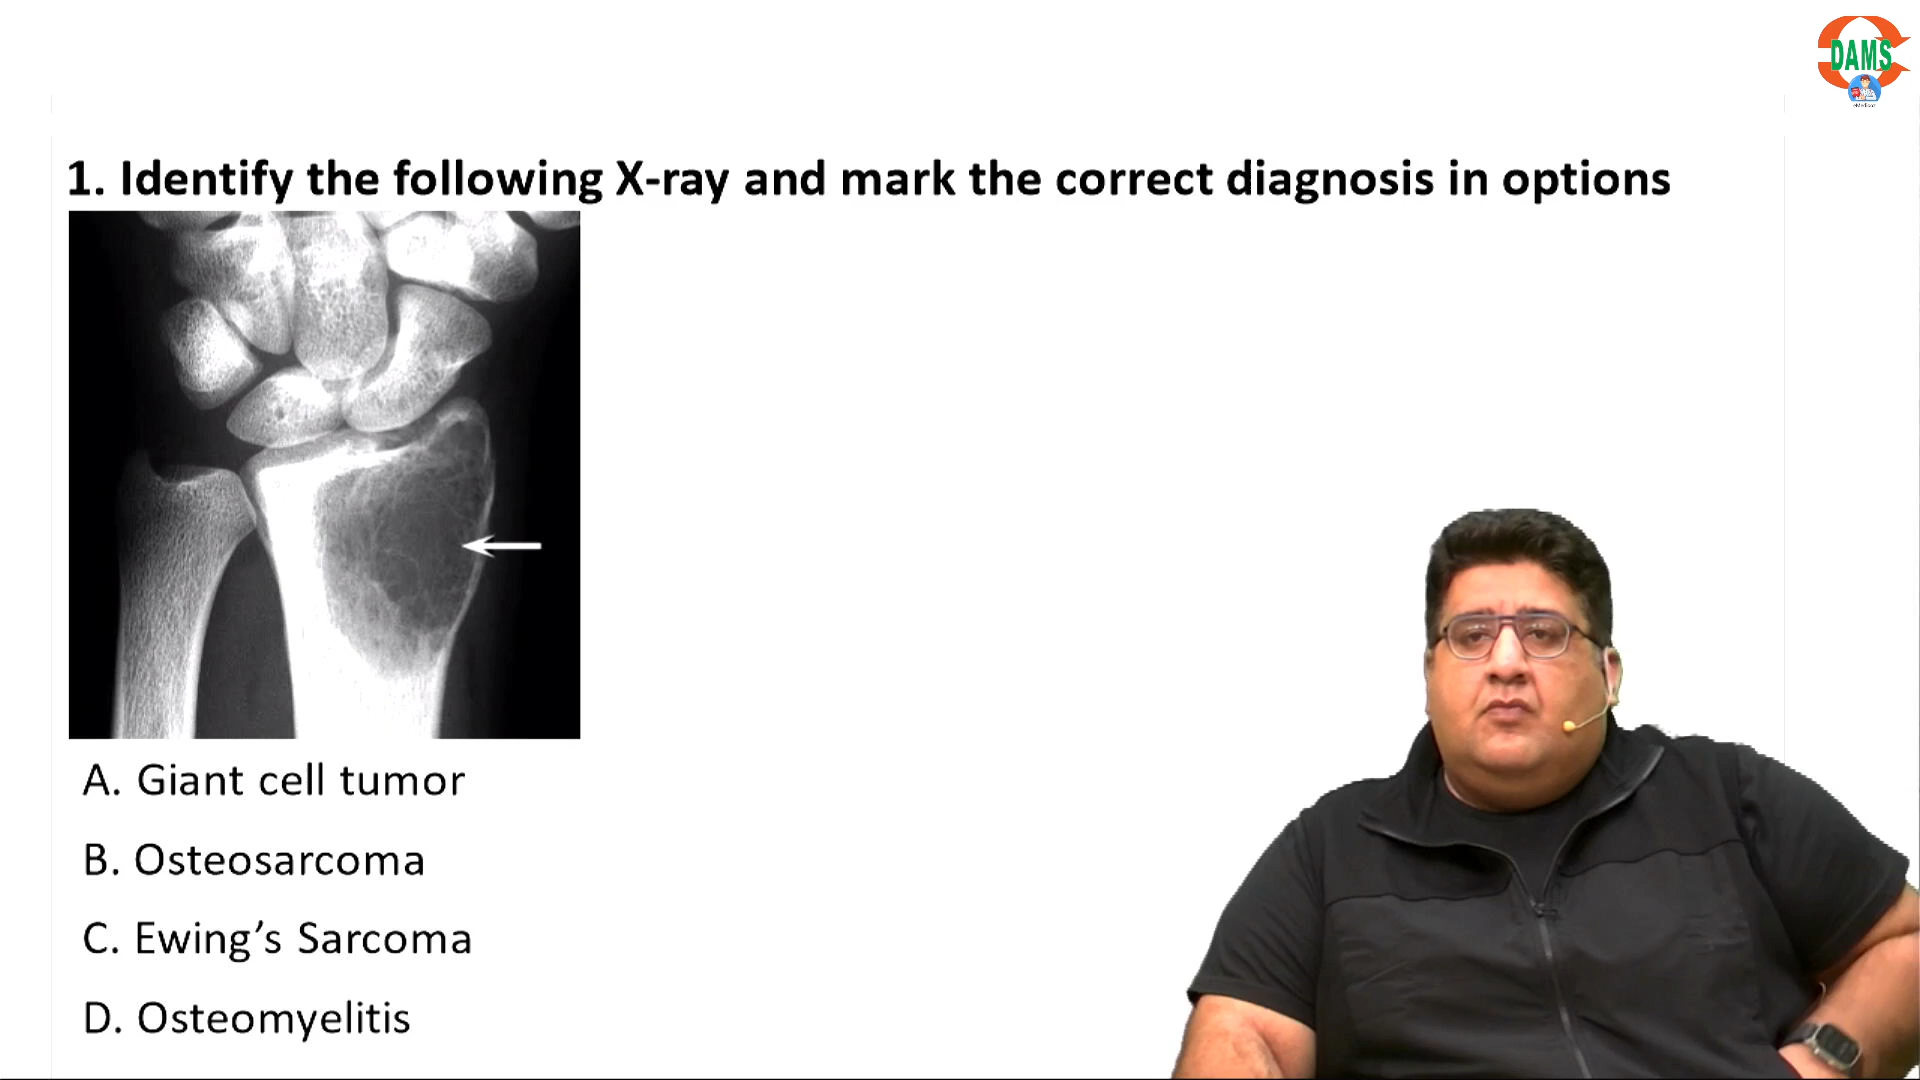 DAMS
eMedicoz
1. Identify the following X-ray and mark the correct diagnosis in options
A. Giant cell tumor
B. Osteosarcoma
C. Ewing’s Sarcoma
D. Osteomyelitis